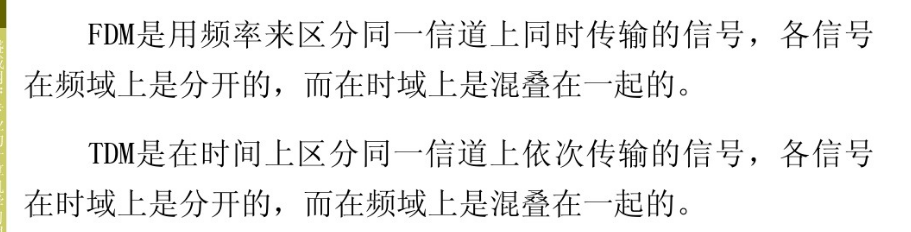 FDM是用频率来区分同一信道上同时传输的信号，各信号
在频域上是分开的，而在时域上是混叠在一起的。
TDM是在时间上区分同一信道上依次传输的信号，各信号
在时域上是分开的，而在频域上是混叠在一起的。